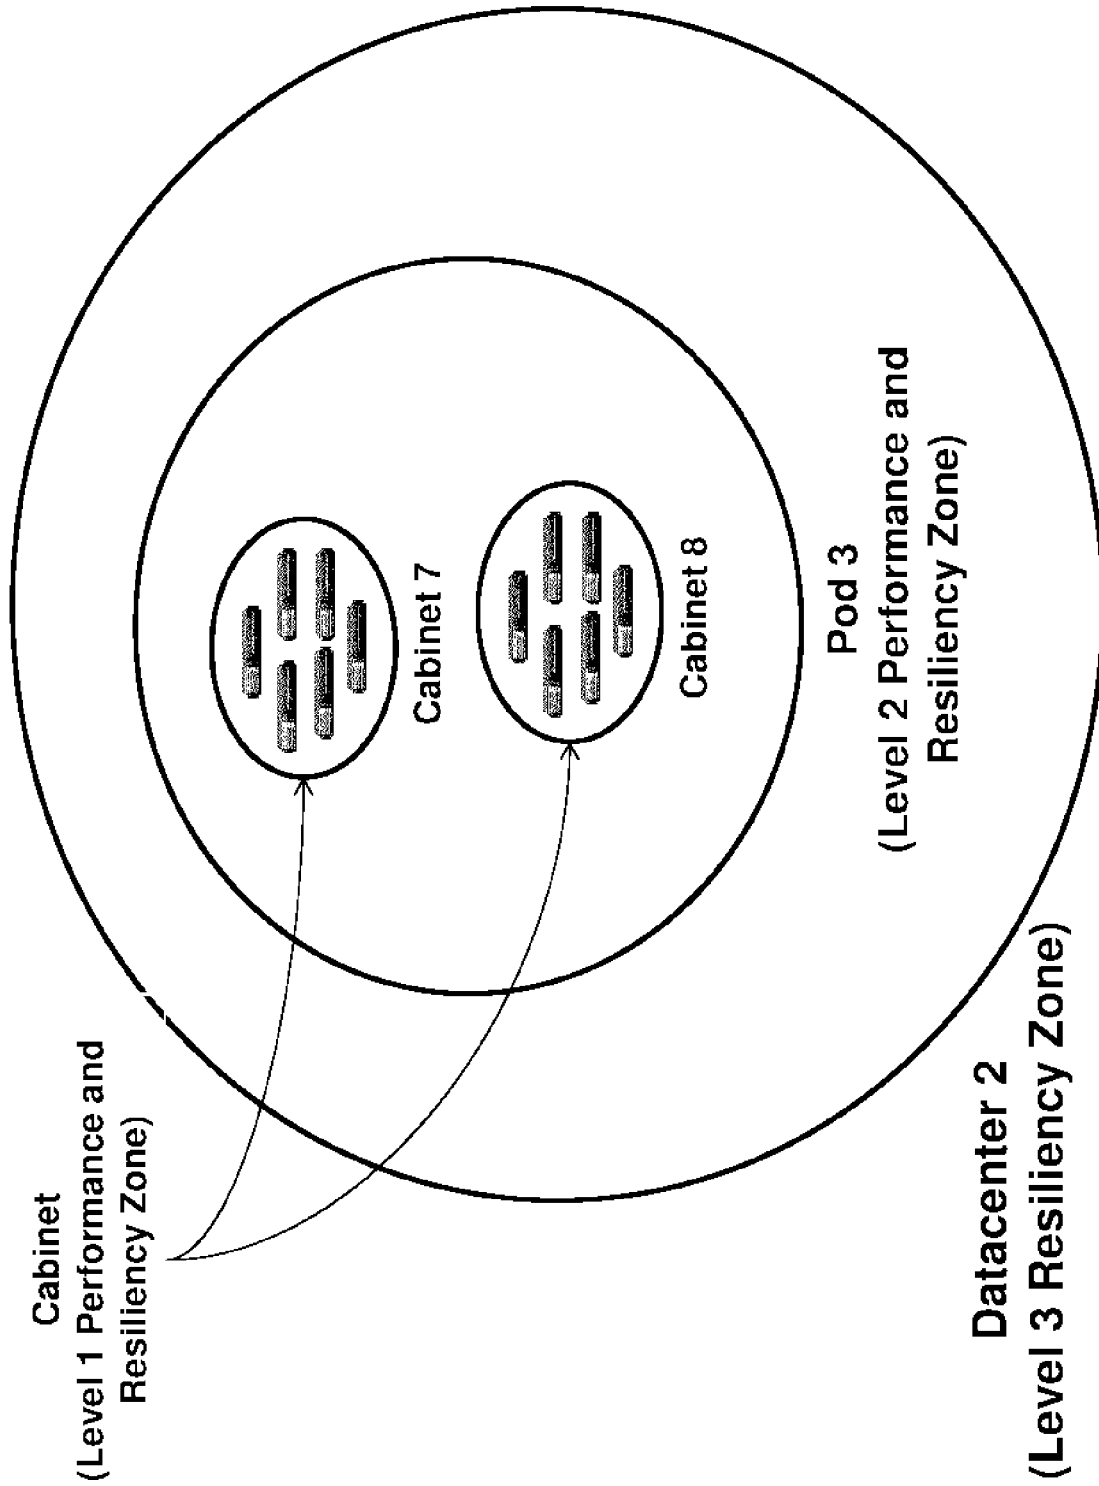 Cabinet
(Level 1 Performance and
Resiliency Zone)
Cabinet 7
Cabinet 8
Pod 3
(Level 2 Performance and
Resiliency Zone)
Datacenter 2
(Level 3 Resiliency Zone)